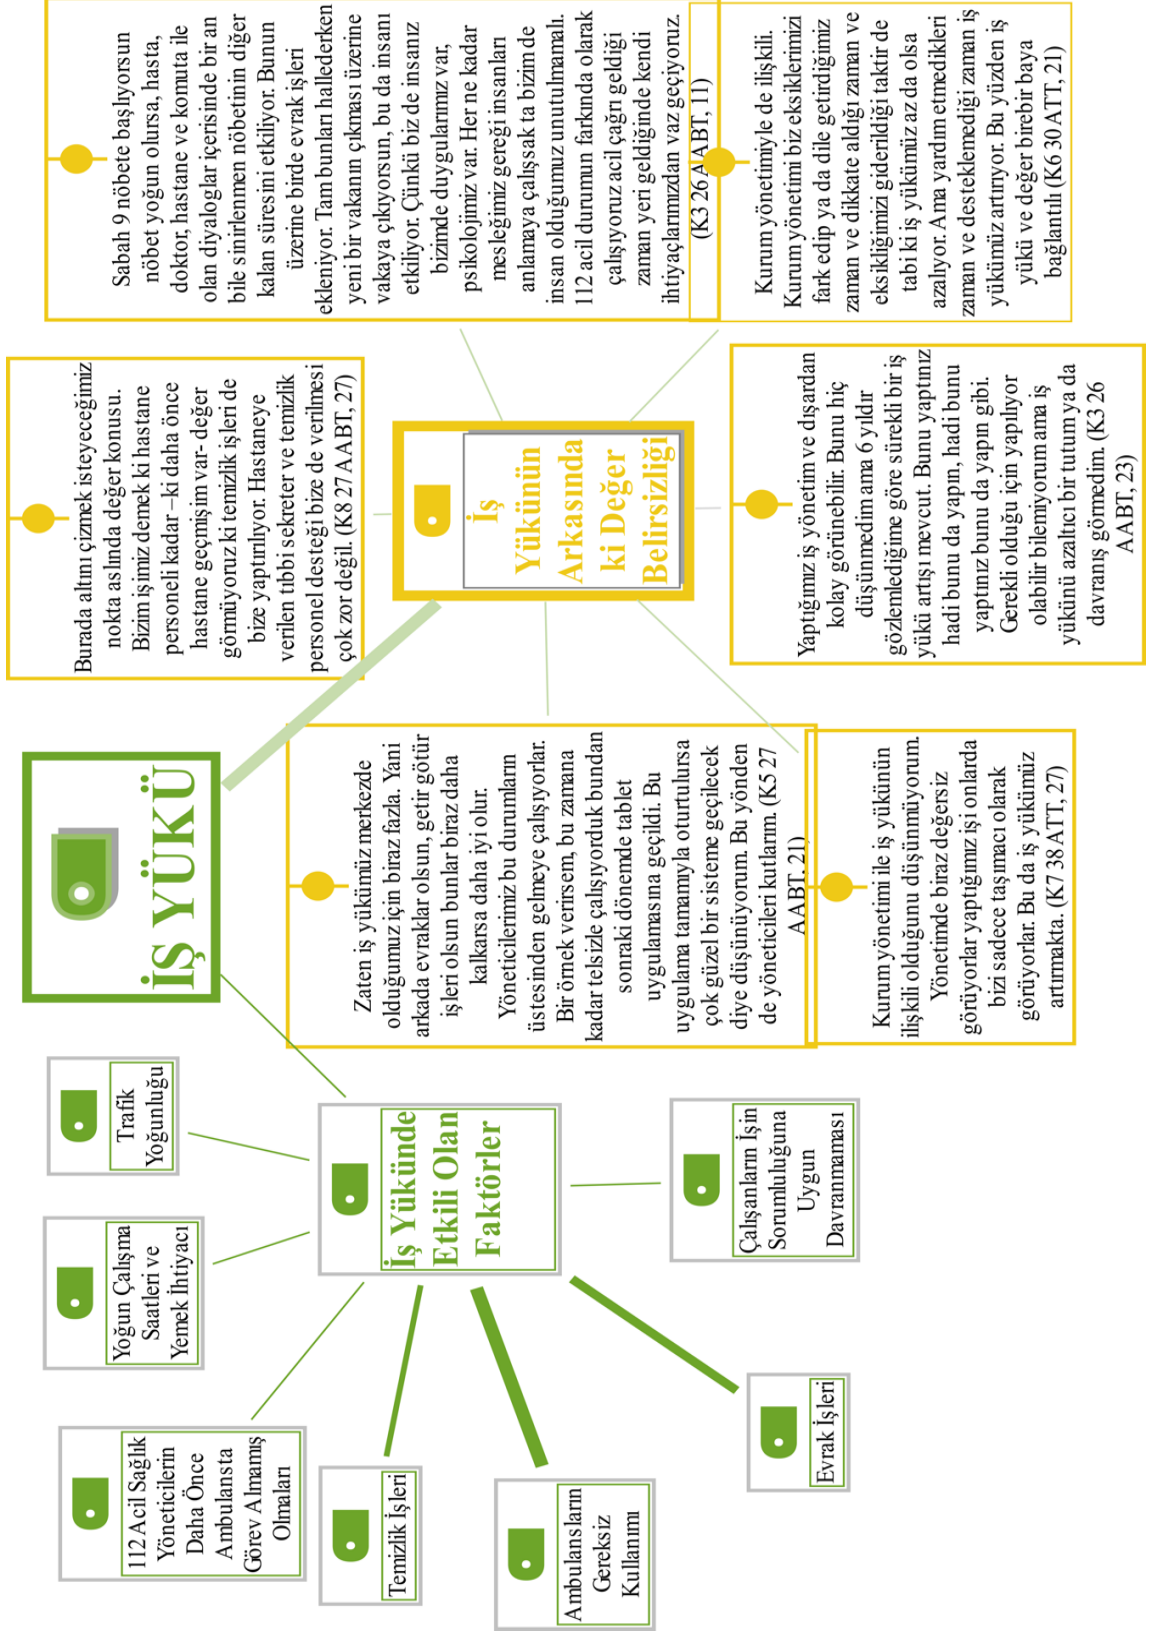 İŞ YÜKÜ
112 Acil Sağlık
Yöneticilerin
Daha Önce
Ambulansta
Görev Almamış
Olmaları
Yoğun Çalışma
Saatleri ve
Yemek İhtiyacı
Trafik
Yoğunluğu
İş Yükünde
Etkili Olan
Faktörler
Temizlik İşleri
Ambulansların
Gereksiz
Kullanımı
Evrak İşleri
Çalışanların İşin
Sorumluluğuna
Uygun
Davranmaması
İş
Yükünün
Arkasında
ki Değer
Belirsizliği
Burada altını çizmek isteyeceğimiz
nokta aslında değer konusu.
Bizim işimiz demek ki hastane
personeli kadar –ki daha önce
hastane geçmişim var- değer
görmüyoruz ki temizlik işleri de
bize yaptırılıyor. Hastaneye
verilen tıbbi sekreter ve temizlik
personel desteği bize de verilmesi
çok zor değil. (K8 27 AABT, 27)
Sabah 9 nöbete başlıyorsun
nöbet yoğun olursa, hasta,
doktor, hastane ve komuta ile
olan diyaloglar içerisinde bir an
bile sinirlenmen nöbetinin diğer
kalan süresini etkiliyor. Bunun
üzerine birde evrak işleri
ekleniyor. Tam bunları hallederken
yeni bir vakanın çıkması üzerine
vakaya çıkıyorsun, bu da insanı
etkiliyor. Çünkü biz de insanız
bizimde duygularımız var,
psikolojimiz var. Her ne kadar
mesleğimiz gereği insanları
anlamaya çalışsak ta bizim de
insan olduğumuz unutulmamalı.
112 acil durumun farkında olarak
çalışıyoruz acil çağrı geldiği
zaman yeri geldiğinde kendi
ihtiyaçlarımızdan vaz geçiyoruz.
(K3 26 AABT, 11)
Zaten iş yükümüz merkezde
olduğumuz için biraz fazla. Yani
arkada evraklar olsun, getir götür
işleri olsun bunlar biraz daha
kalkarsa daha iyi olur.
Yöneticilerimiz bu durumların
üstesinden gelmeye çalışıyorlar.
Bir örnek verirsem, bu zamana
kadar telsizle çalışıyorduk bundan
sonraki dönemde tablet
uygulamasına geçildi. Bu
uygulama tamamıyla oturtulursa
çok güzel bir sisteme geçilecek
diye düşünüyorum. Bu yönden
de yöneticileri kutlarım. (K5 27
AABT, 21)
Kurum yönetimi ile iş yükünün
ilişkili olduğunu düşünmüyorum.
Yönetimde biraz değersiz
görüyorlar yaptığımız işi onlarda
bizi sadece taşımacı olarak
görüyorlar. Bu da iş yükümüz
artırmakta. (K7 38 ATT, 27)
Yaptığımız iş yönetim ve dışardan
kolay görünebilir. Bunu hiç
düşünmedim ama 6 yıldır
gözlemlediğime göre sürekli bir iş
yükü artışı mevcut. Bunu yaptınız
hadi bunu da yapın, hadi bunu
yaptınız bunu da yapın gibi.
Gerekli olduğu için yapılıyor
olabilir bilemiyorum ama iş
yükünü azaltıcı bir tutum ya da
davranış görmedim. (K3 26
AABT, 23)
Kurum yönetimiyle de ilişkili.
Kurum yönetimi biz eksiklerimizi
fark edip ya da dile getirdiğimiz
zaman ve dikkate aldığı zaman ve
eksikliğimizi giderildiği taktir de
tabi ki iş yükümüz az da olsa
azalıyor. Ama yardım etmedikleri
zaman ve desteklemediği zaman iş
yükümüz artırıyor. Bu yüzden iş
yükü ve değer birebir baya
bağlantılı (K6 30 ATT, 21)